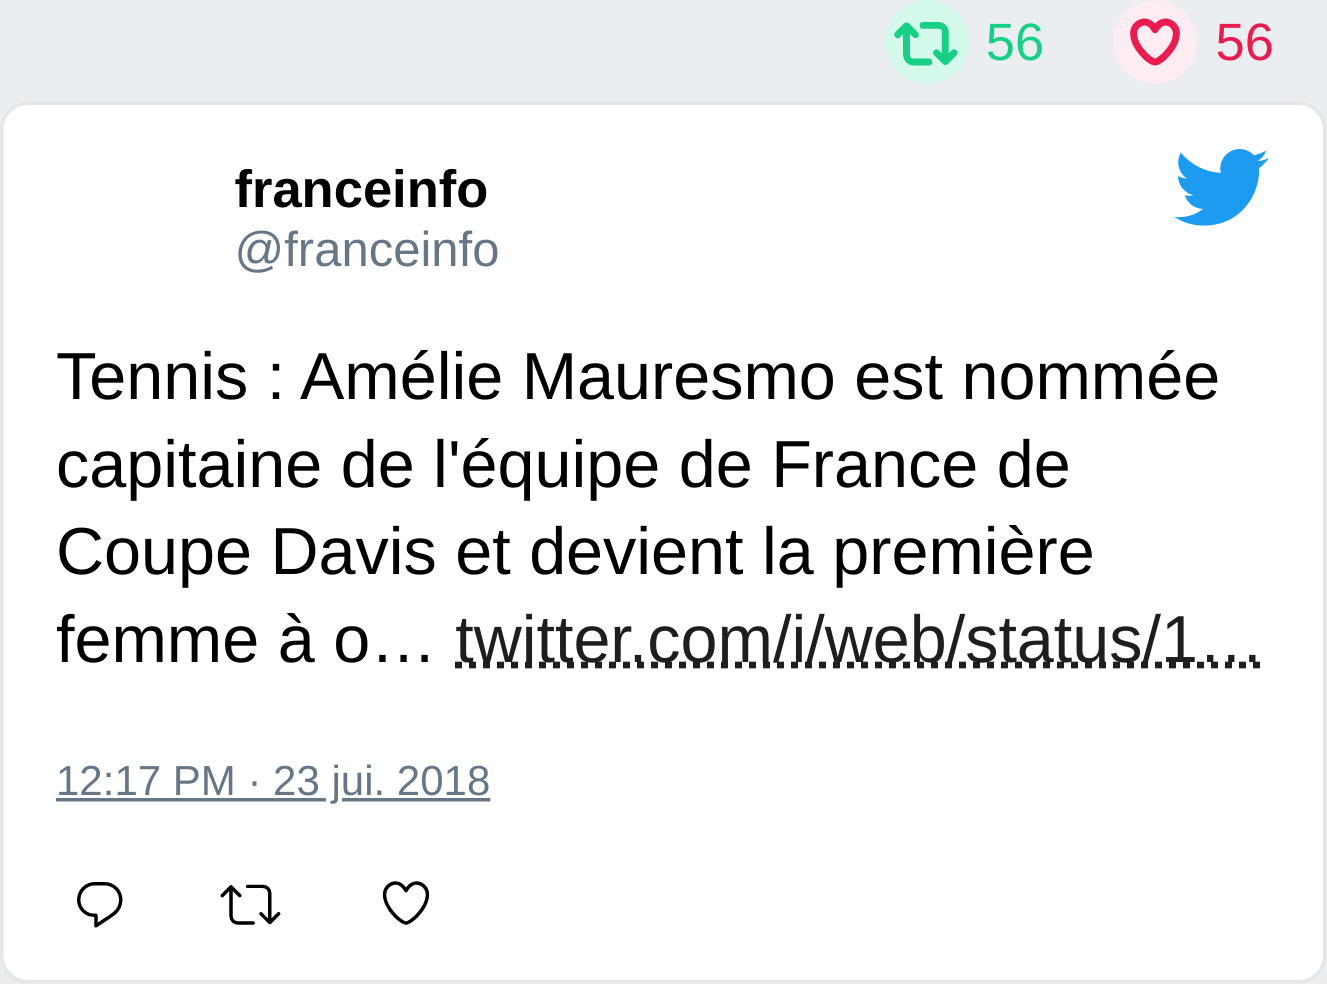 56 56
franceinfo
@franceinfo
Tennis : Amélie Mauresmo est nommée
capitaine de l'équipe de France de
Coupe Davis et devient la première
femme à o… twitter.com/i/web/status/1…
12:17 PM · 23 jui. 2018